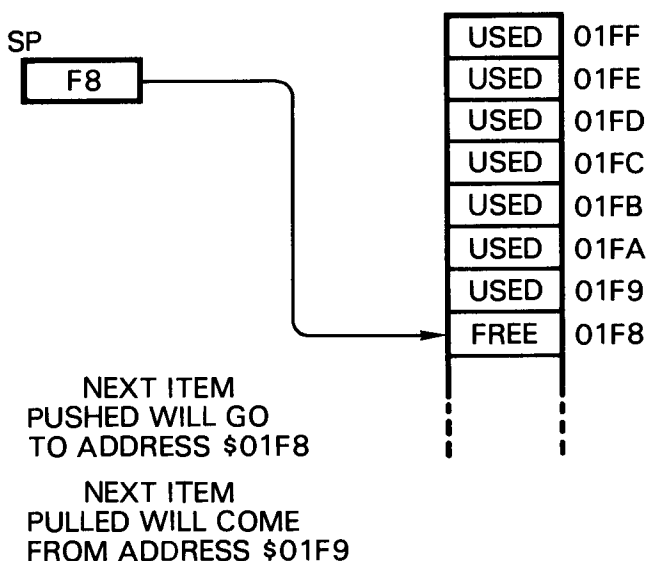 SP
F8
USED 01FF
USED 01FE
USED 01FD
USED 01FC
USED 01FB
USED 01FA
USED 01F9
FREE 01F8
NEXT ITEM
PUSHED WILL GO
TO ADDRESS $01F8
NEXT ITEM
PULLED WILL COME
FROM ADDRESS $01F9